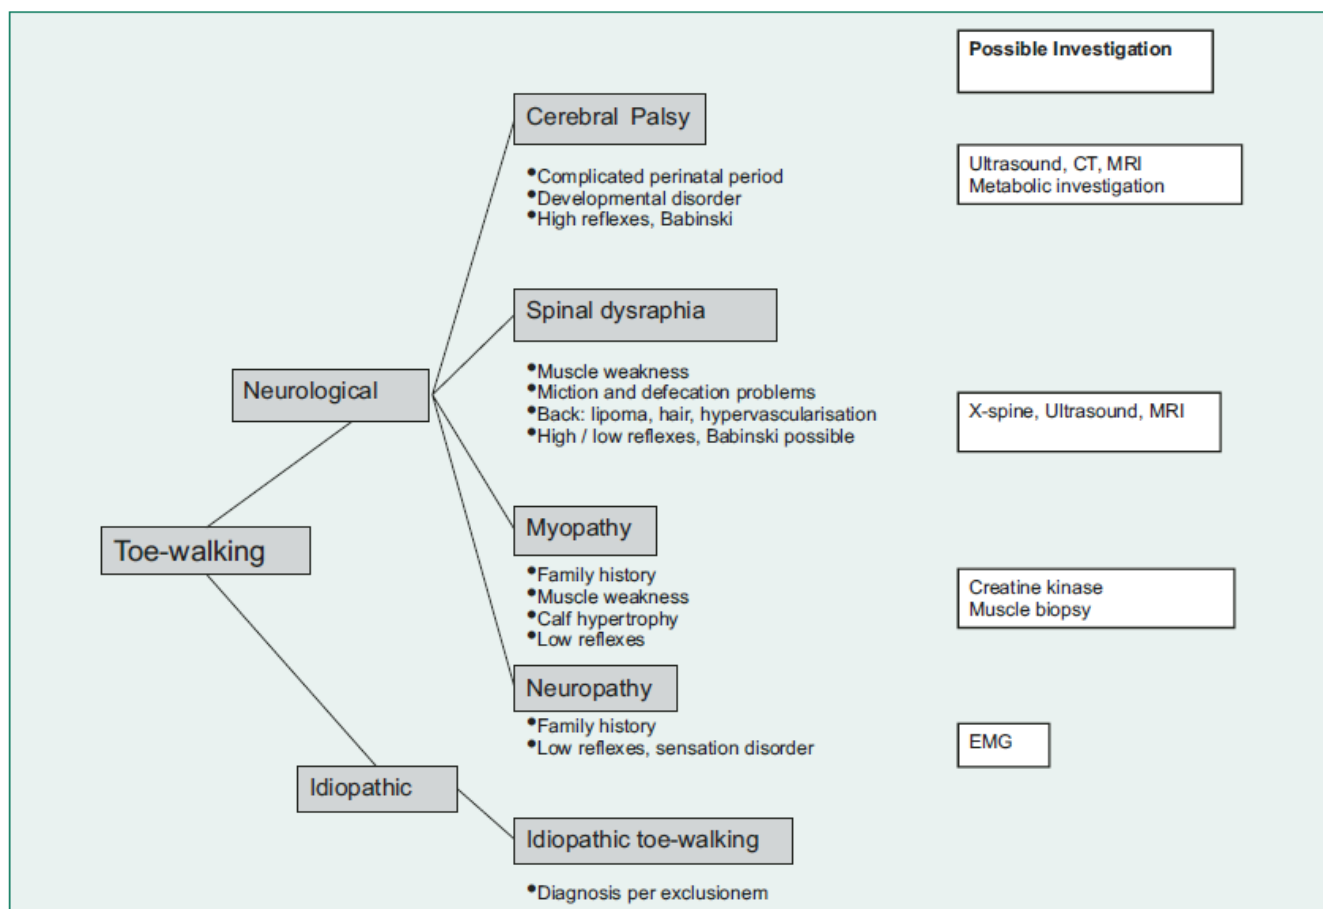 Possible Investigation
Cerebral Palsy
•Complicated perinatal period
•Developmental disorder
•High reflexes, Babinski
Ultrasound, CT, MRI
Metabolic investigation
Spinal dysraphia
•Muscle weakness
•Miction and defecation problems
•Back: lipoma, hair, hypervascularisation
•High / low reflexes, Babinski possible
X-spine, Ultrasound, MRI
Neurological
Toe-walking
Myopathy
•Family history
•Muscle weakness
•Calf hypertrophy
•Low reflexes
Creatine kinase
Muscle biopsy
Neuropathy
•Family history
•Low reflexes, sensation disorder
EMG
Idiopathic
Idiopathic toe-walking
•Diagnosis per exclusionem